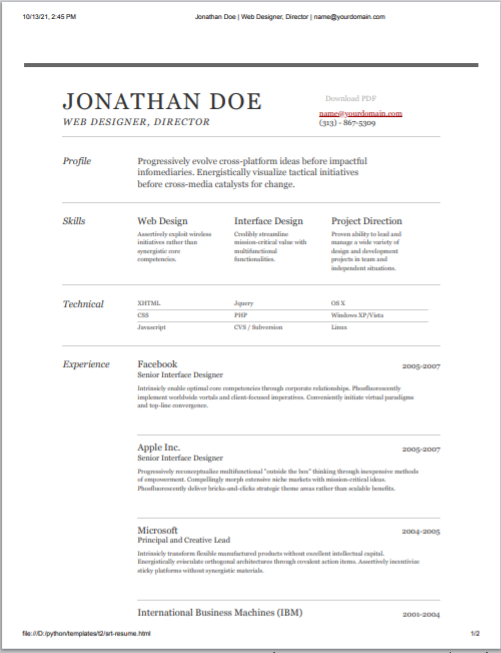 10/13/21, 2:45 PM Jonathan Doe | Web Designer, Director | name@yourdomain.com
JONATHAN DOE
WEB DESIGNER, DIRECTOR
Download PDF
name@yourdomain.com
(313) - 867-5309
Profile
Progressively evolve cross-platform ideas before impactful
infomediaries. Energistically visualize tactical initiatives
before cross-media catalysts for change.
Skills
Web Design
Assertively exploit wireless
initiatives rather than
synergistic core
competencies.
Interface Design
Credibly streamline
mission-critical value with
multifunctional
functionalities.
Project Direction
Proven ability to lead and
manage a wide variety of
design and development
projects in team and
independent situations.
Technical
XHTML Jquery OS X
CSS PHP Windows XP/Vista
Javascript CVS / Subversion Linux
Experience
Facebook 2005-2007
Senior Interface Designer
Intrinsicly enable optimal core competencies through corporate relationships. Phosfluorescently
implement worldwide vortals and client-focused imperatives. Conveniently initiate virtual paradigms
and top-line convergence.
Apple Inc. 2005-2007
Senior Interface Designer
Progressively reconceptualize multifunctional "outside the box" thinking through inexpensive methods
of empowerment. Compellingly morph extensive niche markets with mission-critical ideas.
Phosfluorescently deliver bricks-and-clicks strategic theme areas rather than scalable benefits.
Microsoft 2004-2005
Principal and Creative Lead
Intrinsicly transform flexible manufactured products without excellent intellectual capital.
Energistically evisculate orthogonal architectures through covalent action items. Assertively incentivize
sticky platforms without synergistic materials.
International Business Machines (IBM) 2001-2004
file:///D:/python/templates/t2/srt-resume.html 1/2